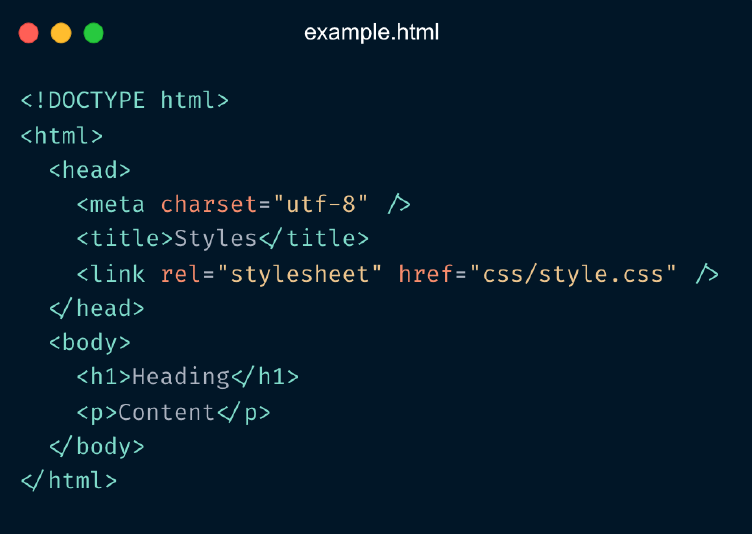 example.html
<!DOCTYPE html>
<html>
  <head>
    <meta charset="utf-8" />
    <title>Styles</title>
    <link rel="stylesheet" href="css/style.css" />
  </head>
  <body>
    <h1>Heading</h1>
    <p>Content</p>
  </body>
</html>